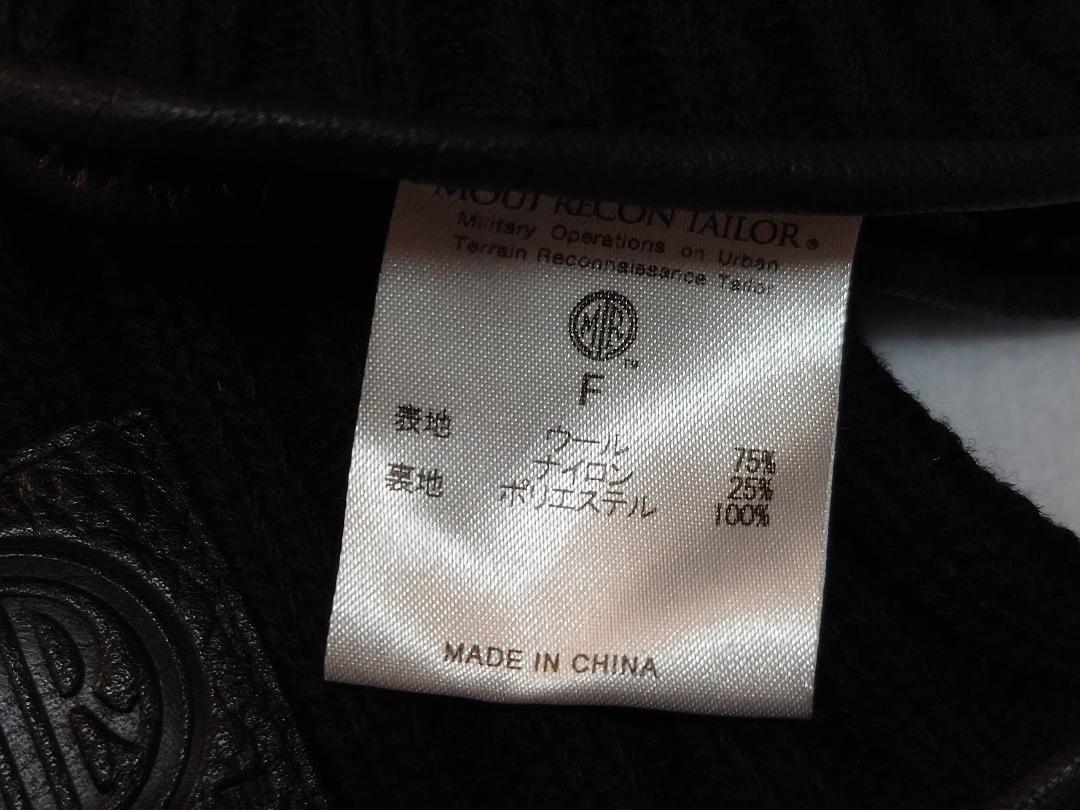 MOUT RECON TAILOR®
Military Operations on Urban
Terrain Reconnaissance Tailor
MTR™
F
表地 ウール 75%
ナイロン 25%
裏地 ポリエステル 100%
MADE IN CHINA